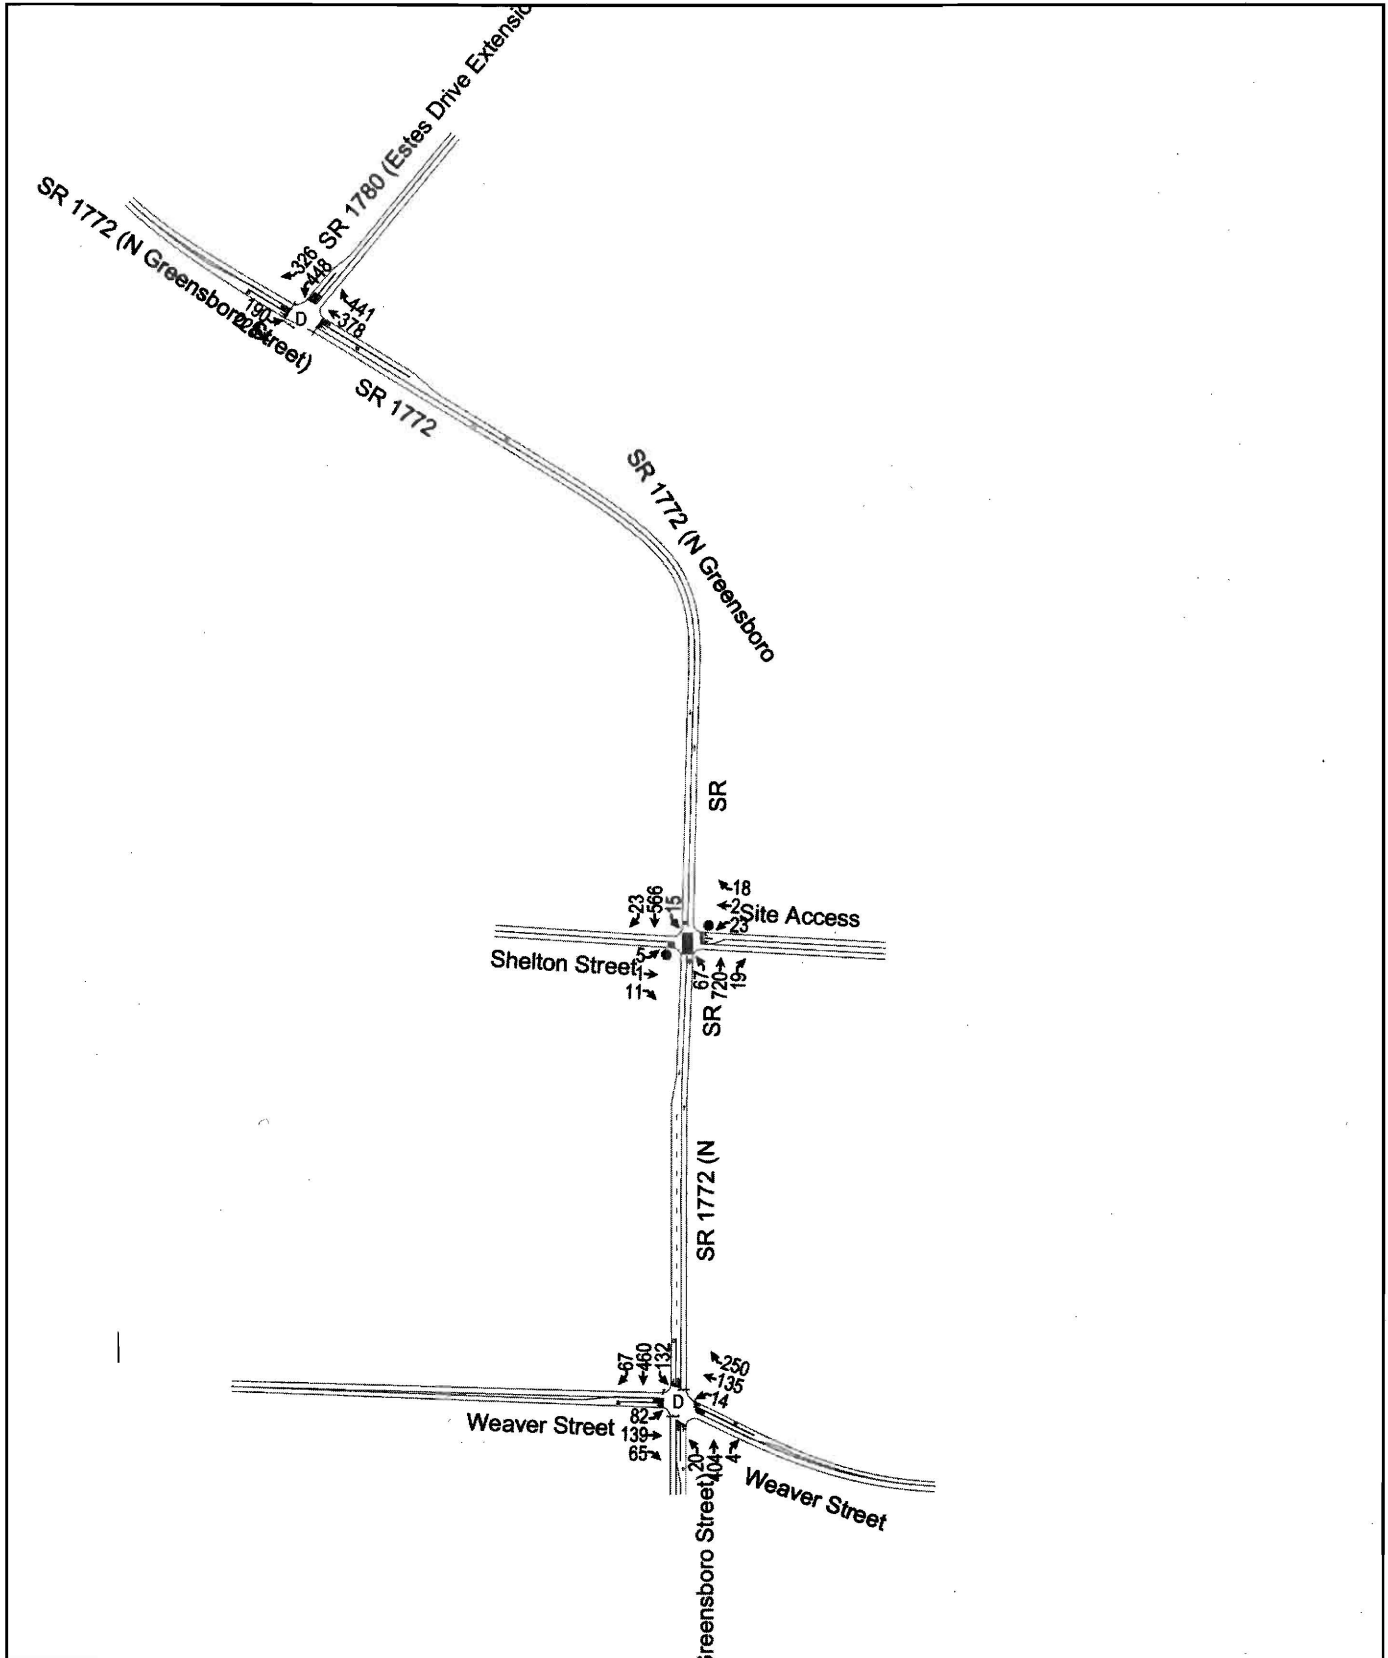 SR 1780 (Estes Drive Extensio
SR 1772 (N Greensboro Street)
326
448
441
378
190
D
SR 1772
SR 1772 (N Greensboro
SR
23
566
15
18
2
23
Site Access
Shelton Street
5
1
11
67
720
19
SR
SR 1772 (N
67
460
132
250
135
14
D
Weaver Street
82
139
65
20
404
4
Weaver Street
Greensboro Street)